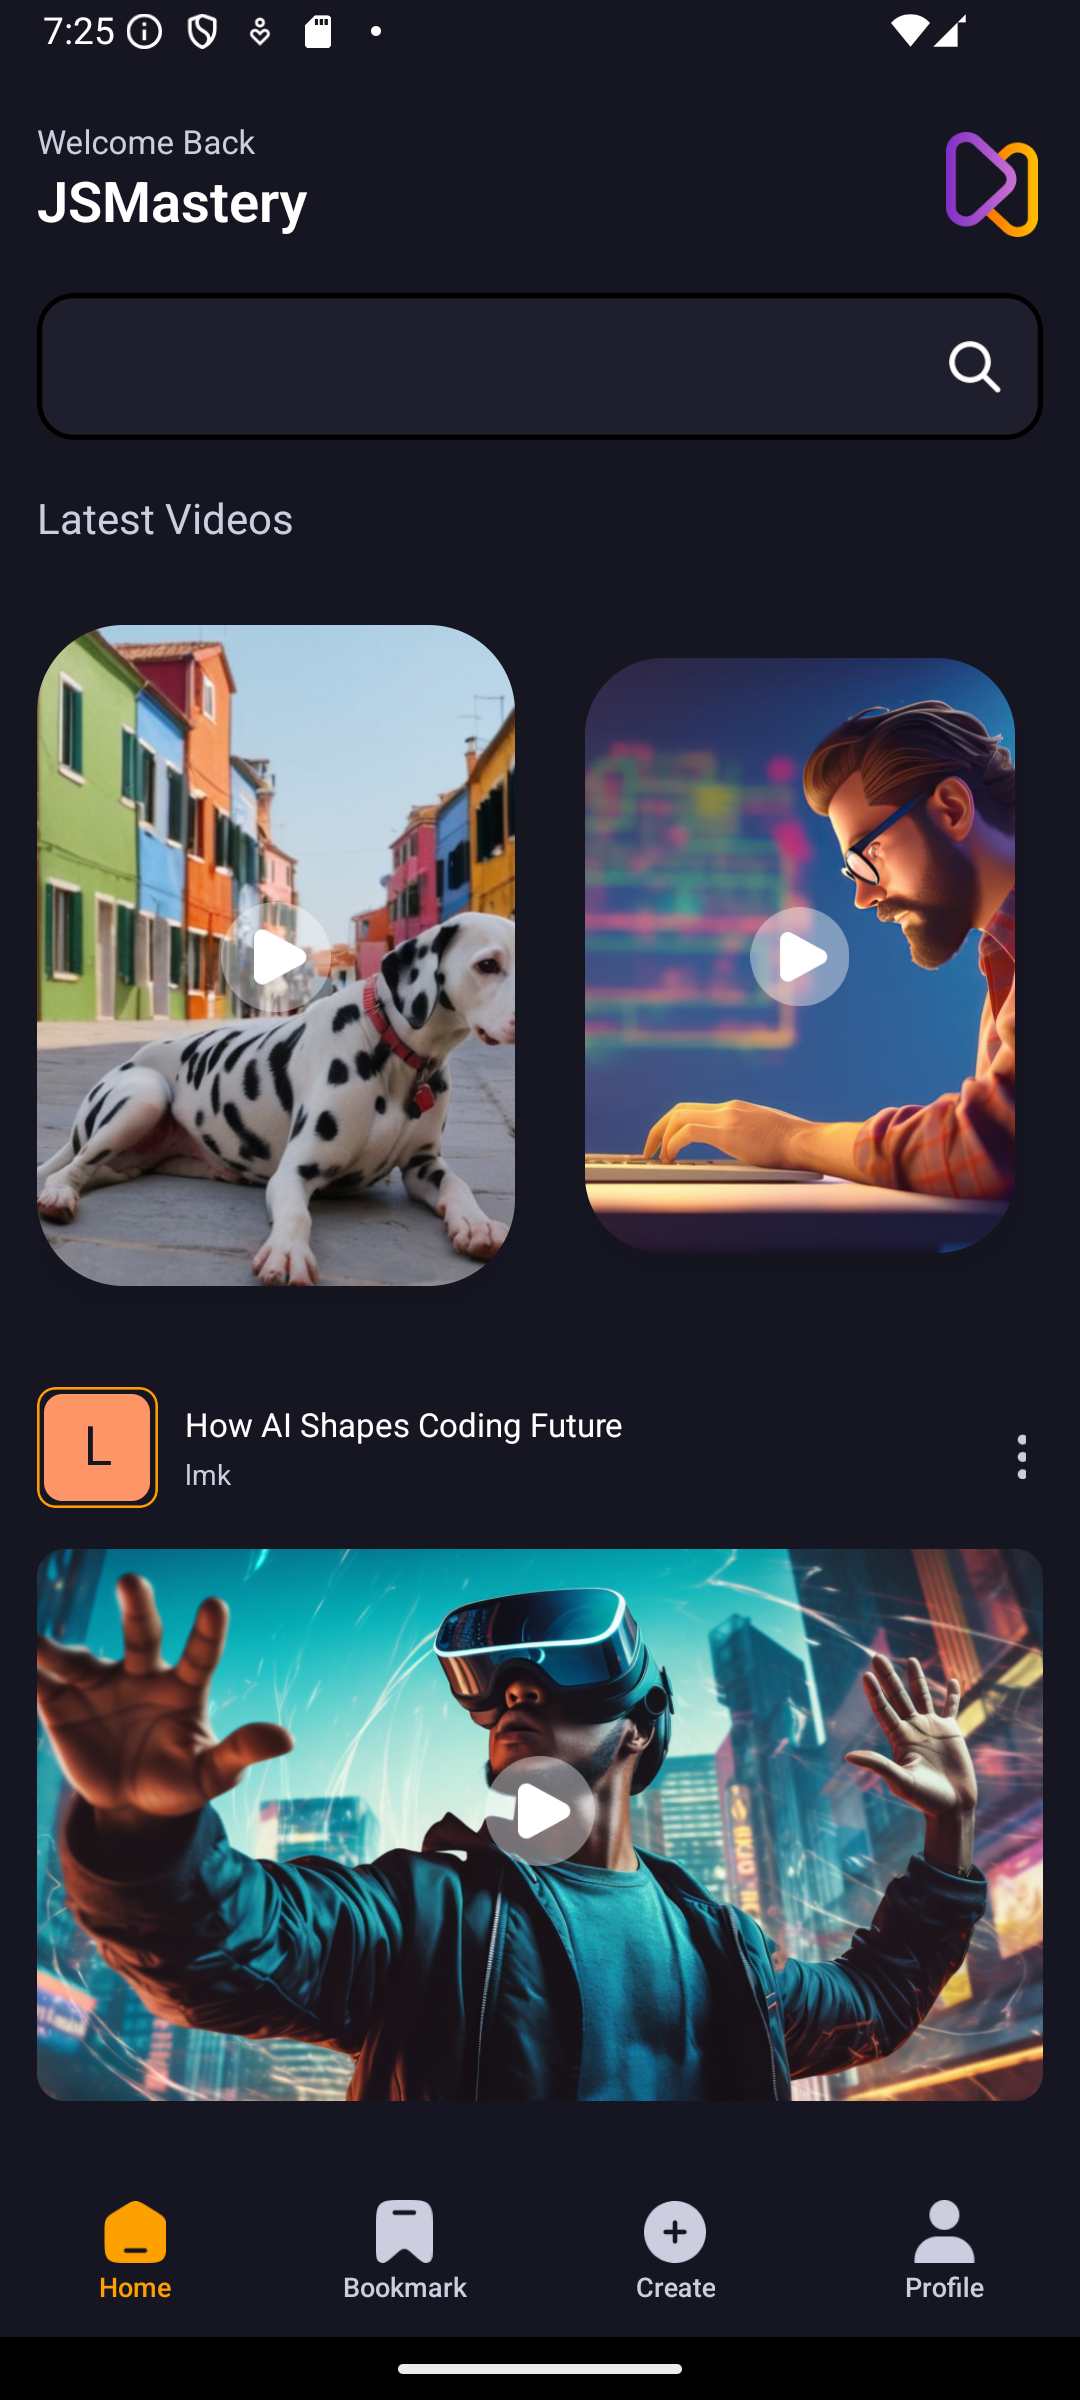 7:25
Welcome Back
JSMastery
Latest Videos
L
How AI Shapes Coding Future
lmk
Home
Bookmark
Create
Profile